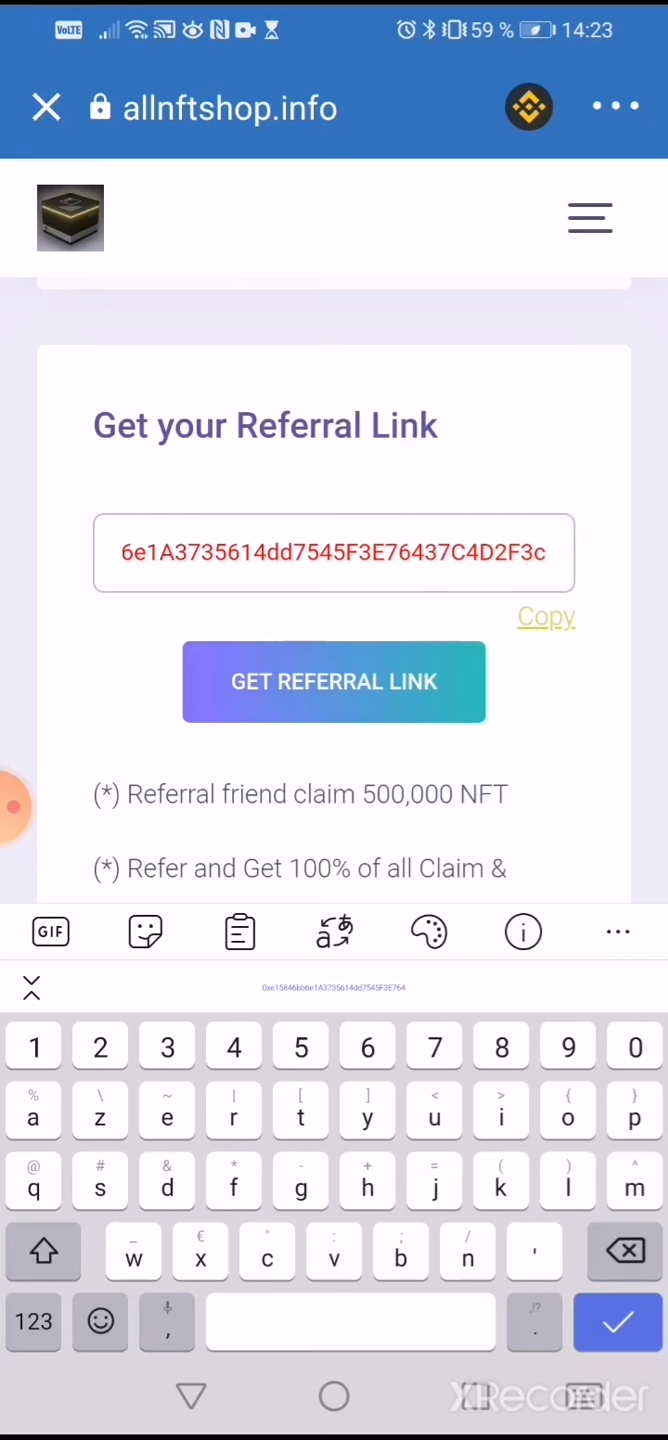 VoLTE 59 % 14:23
allnftshop.info
Get your Referral Link
6e1A3735614dd7545F3E76437C4D2F3c
Copy
GET REFERRAL LINK
(*) Referral friend claim 500,000 NFT
(*) Refer and Get 100% of all Claim &
GIF
0xe15846bb6e1A3735614dd7545F3E764
1 2 3 4 5 6 7 8 9 0
% \ ~ | [ ] < > { }
a z e r t y u i o p
@ # & * - + = ( ) ^
q s d f g h j k l m
_ € " : ; /
w x c v b n '
123 , .
!?
XRecorder